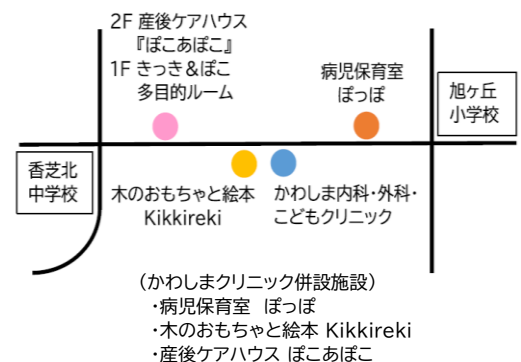 2F 産後ケアハウス
『ぽこあぽこ』
1F きっき&ぽこ
多目的ルーム
病児保育室
ぽっぽ
旭ヶ丘
小学校
香芝北
中学校
木のおもちゃと絵本
Kikkireki
かわしま内科・外科・
こどもクリニック
(かわしまクリニック併設施設)
・病児保育室 ぽっぽ
・木のおもちゃと絵本 Kikkireki
・産後ケアハウス ぽこあぽこ